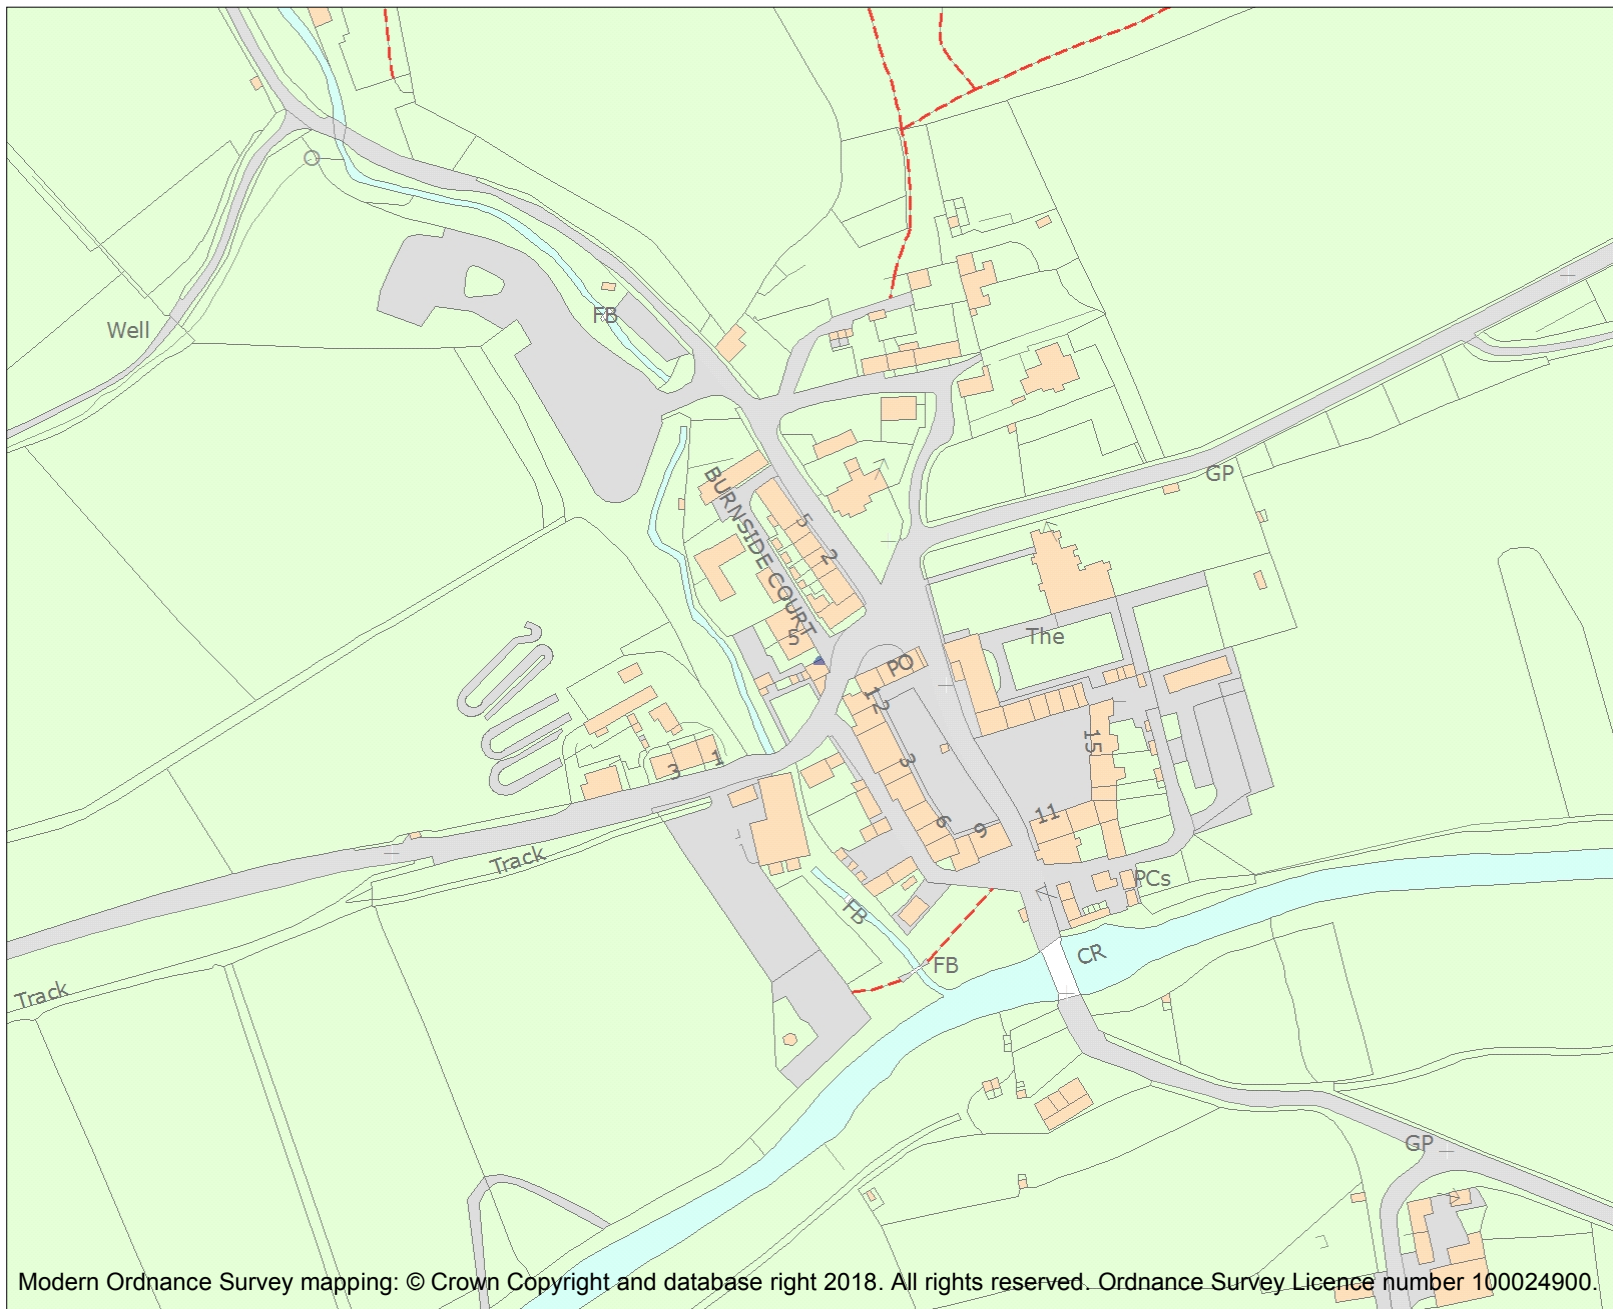 Well
FB
GP
BURNSIDE COURT
5
2
5
The
PO
12
3
15
1
3
6
9
11
Track
PCs
FB
FB
CR
Track
GP
Modern Ordnance Survey mapping: © Crown Copyright and database right 2018. All rights reserved. Ordnance Survey Licence number 100024900.